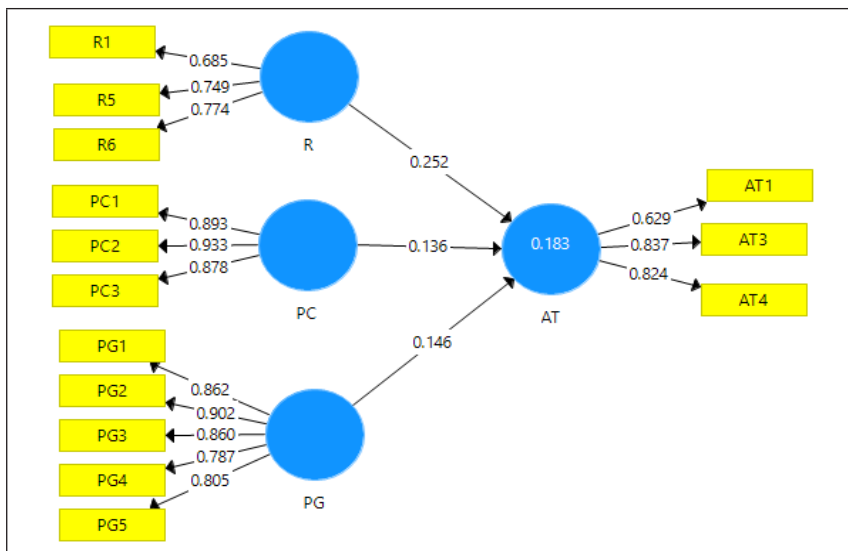 R1
0.685
R5
0.749
R6
0.774
R
0.252
PC1
0.893
PC2
0.933
PC3
0.878
PC
0.136
PG1
0.862
PG2
0.902
PG3
0.860
PG4
0.787
PG5
0.805
PG
0.146
0.183
AT
0.629
AT1
0.837
AT3
0.824
AT4